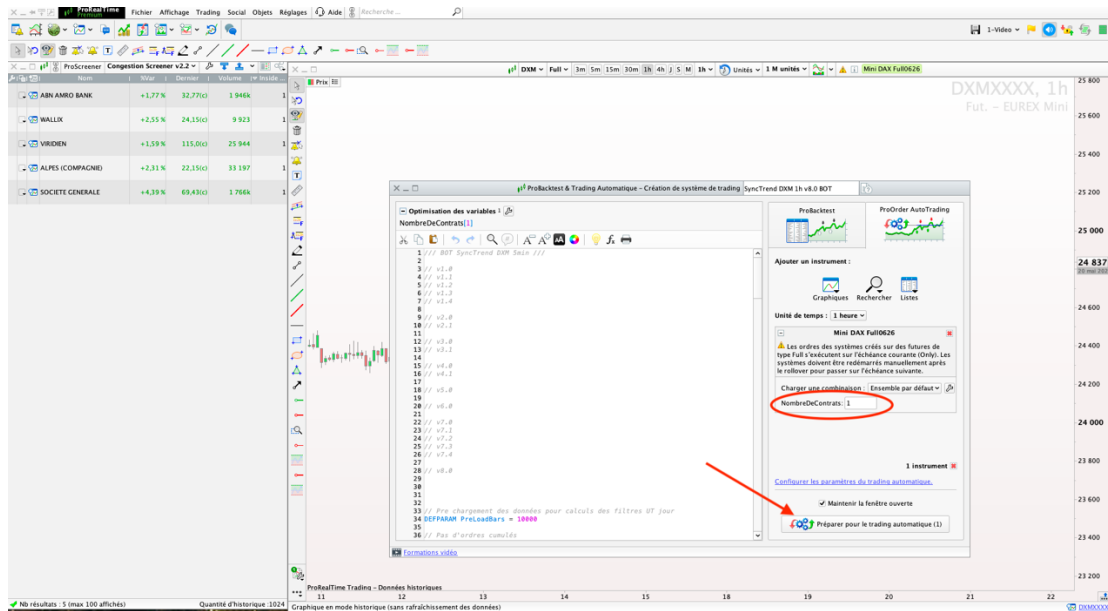 ProRealTime
Premium
Fichier Affichage Trading Social Objets Réglages Aide Recherche ...
1-Video
ProScreener Congestion Screener v2.2
Nom %Var Dernier Volume Inside ...
ABN AMRO BANK +1,77 % 32,77(c) 1 946k 1
WALLIX +2,55 % 24,15(c) 9 923 1
VIRIDIEN +1,59 % 115,0(c) 25 944 1
ALPES (COMPAGNIE) +2,31 % 22,15(c) 33 197 1
SOCIETE GENERALE +4,39 % 69,43(c) 1 766k 1
Nb résultats : 5 (max 100 affichés) Quantité d'historique :1024
DXM Full 3m 5m 15m 30m 1h 4h J S M 1h Unités 1 M unités Mini DAX Full0626
Prix
DXMXXXX, 1h
Fut. - EUREX Mini
25 800
25 600
25 400
25 000
24 837
24 600
24 400
24 200
24 000
23 800
23 600
23 400
23 200
ProBacktest & Trading Automatique - Création de système de trading SyncTrend DXM 1h v8.0 BOT
Optimisation des variables 1
NombreDeContrats[1]
1 /// BOT SyncTrend DXM 5min ///
2
3 // v1.0
4 // v1.1
5 // v1.2
6 // v1.3
7 // v1.4
8
9 // v2.0
10 // v2.1
11
12 // v3.0
13 // v3.1
14
15 // v4.0
16 // v4.1
17
18 // v5.0
19
20 // v6.0
21
22 // v7.0
23 // v7.1
24 // v7.2
25 // v7.3
26 // v7.4
27
28 // v8.0
29
30
31
32
33 // Pre chargement des données pour calculs des filtres UT jour
34 DEFPARAM PreLoadBars = 10000
35
36 // Pas d'ordres cumulés
Formations vidéo
ProBacktest
ProOrder AutoTrading
Ajouter un instrument :
Graphiques Rechercher Listes
Unité de temps : 1 heure
Mini DAX Full0626
Les ordres des systèmes créés sur des futures de
type Full s'exécutent sur l'échéance courante (Only). Les
systèmes doivent être redémarrés manuellement après
le rollover pour passer sur l'échéance suivante.
Charger une combinaison : Ensemble par défaut
NombreDeContrats: 1
1 instrument
Configurer les paramètres du trading automatique.
Maintenir la fenêtre ouverte
Préparer pour le trading automatique (1)
ProRealTime Trading - Données historiques
11 12 13 14 15 18 19 20 21 22
Graphique en mode historique (sans rafraîchissement des données)
DXMXXXX